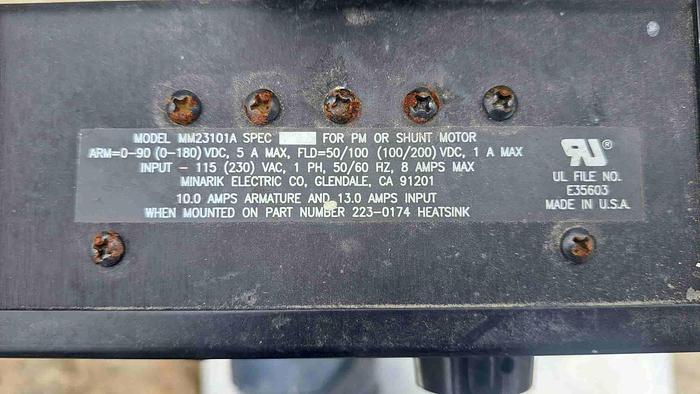 MODEL MM23101A SPEC FOR PM OR SHUNT MOTOR
ARM=0-90 (0-180) VDC, 5 A MAX, FLD=50/100 (100/200) VDC, 1 A MAX
INPUT - 115 (230) VAC, 1 PH, 50/60 HZ, 8 AMPS MAX
MINARIK ELECTRIC CO, GLENDALE, CA 91201
10.0 AMPS ARMATURE AND 13.0 AMPS INPUT
WHEN MOUNTED ON PART NUMBER 223-0174 HEATSINK
RU®
UL FILE NO.
E35603
MADE IN U.S.A.